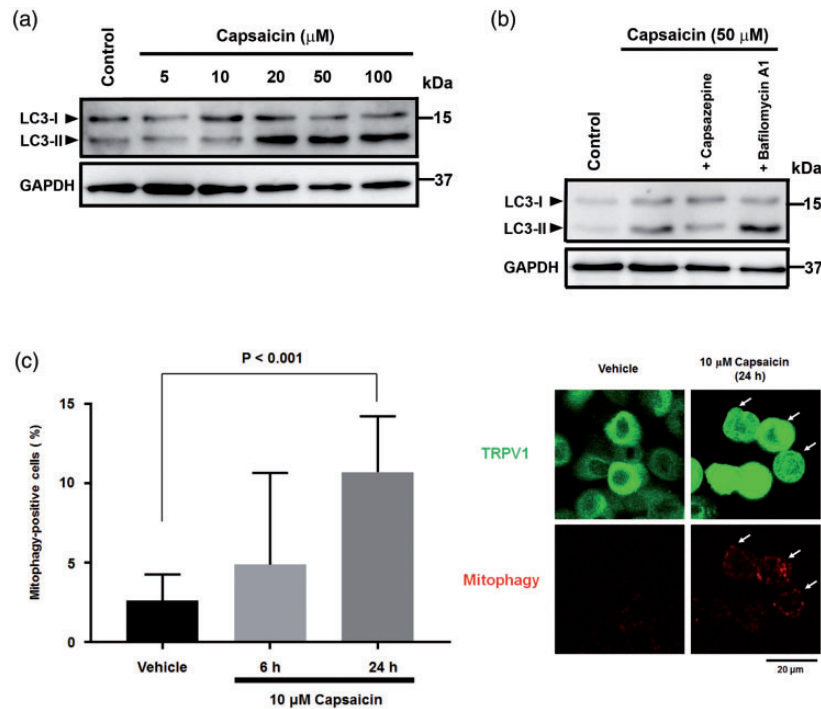 (a)
Capsaicin (μM)
Control
5 10 20 50 100 kDa
LC3-I
15
LC3-II
GAPDH
37
(b)
Capsaicin (50 μM)
Control
+ Capsazepine
+ Bafilomycin A1
kDa
LC3-I
15
LC3-II
GAPDH
37
(c)
P < 0.001
Mitophagy-positive cells ( %)
15
10
5
0
Vehicle 6 h 24 h
10 μM Capsaicin
Vehicle
10 μM Capsaicin
(24 h)
TRPV1
Mitophagy
20 μm